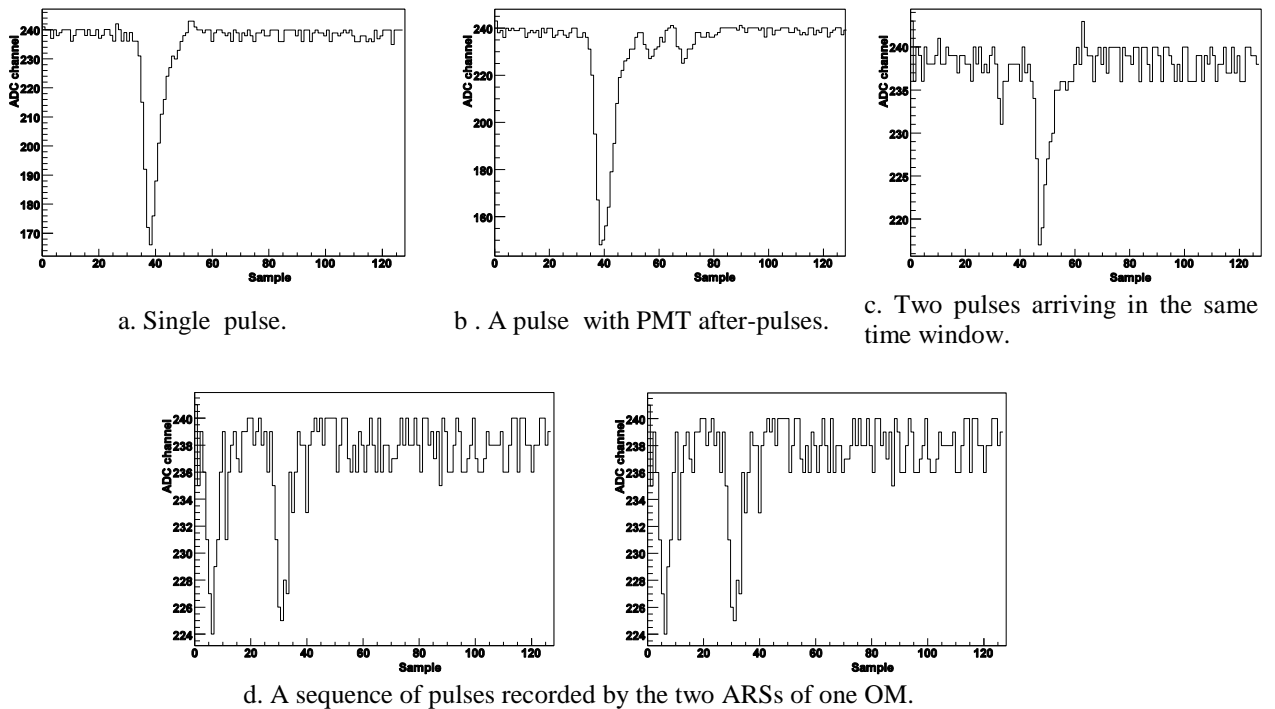 240
230
220
210
200
190
180
170
ADC channel
0 20 40 60 80 100 120
Sample
a. Single pulse.
240
220
200
180
160
ADC channel
0 20 40 60 80 100 120
Sample
b . A pulse with PMT after-pulses.
240
235
230
225
220
ADC channel
0 20 40 60 80 100 120
Sample
c. Two pulses arriving in the same
time window.
240
238
236
234
232
230
228
226
224
ADC channel
0 20 40 60 80 100 120
Sample
240
238
236
234
232
230
228
226
224
ADC channel
0 20 40 60 80 100 120
Sample
d. A sequence of pulses recorded by the two ARSs of one OM.